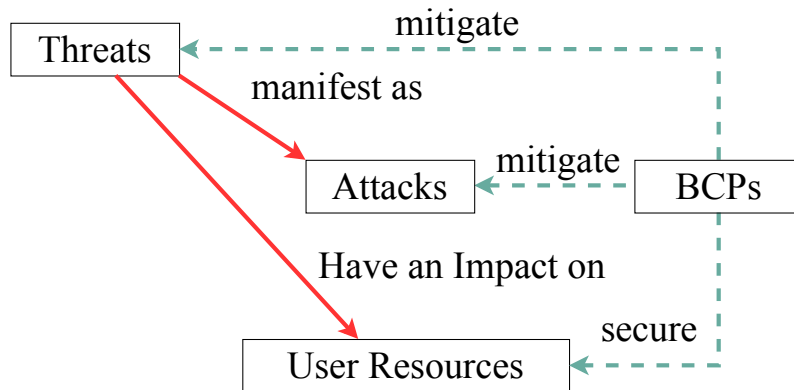 mitigate
Threats
manifest as
mitigate
Attacks
BCPs
Have an Impact on
secure
User Resources